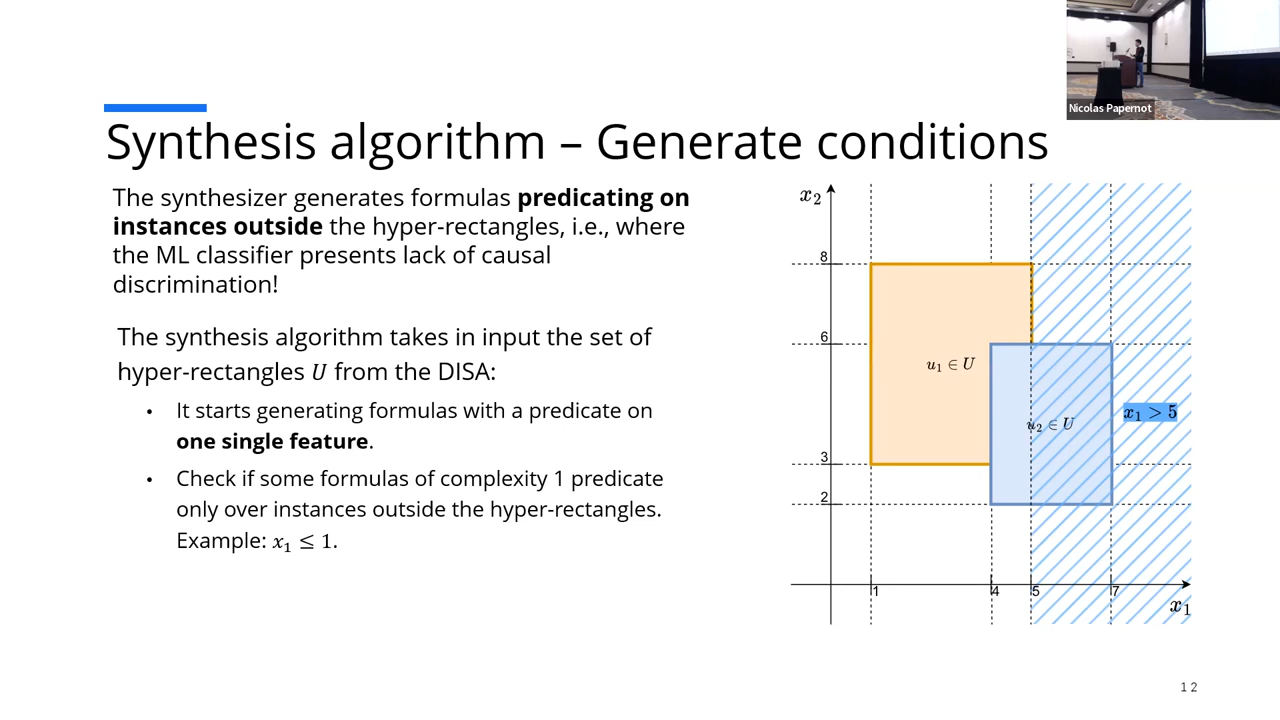 Nicolas Papernot
Synthesis algorithm – Generate conditions
The synthesizer generates formulas predicating on
instances outside the hyper-rectangles, i.e., where
the ML classifier presents lack of causal
discrimination!
The synthesis algorithm takes in input the set of
hyper-rectangles U from the DISA:
• It starts generating formulas with a predicate on
one single feature.
• Check if some formulas of complexity 1 predicate
only over instances outside the hyper-rectangles.
Example: x₁ ≤ 1.
x₂
8
6
u₁ ∈ U
x₁ > 5
u₂ ∈ U
3
2
1
4
5
7
x₁
12